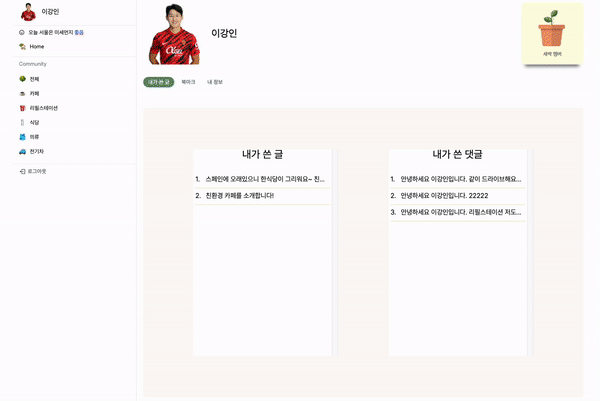 이강인
오늘 서울은 미세먼지 좋음
Home
Community
전체
카페
리필스테이션
식당
의류
전기차
로그아웃
이강인
새싹 멤버
내가 쓴 글
북마크
내 정보
내가 쓴 글
1. 스페인에 오래있으니 한식당이 그리워요~ 친...
2. 친환경 카페를 소개합니다!
내가 쓴 댓글
1. 안녕하세요 이강인입니다. 같이 드라이브해요...
2. 안녕하세요 이강인입니다. 22222
3. 안녕하세요 이강인입니다. 리필스테이션 저도...